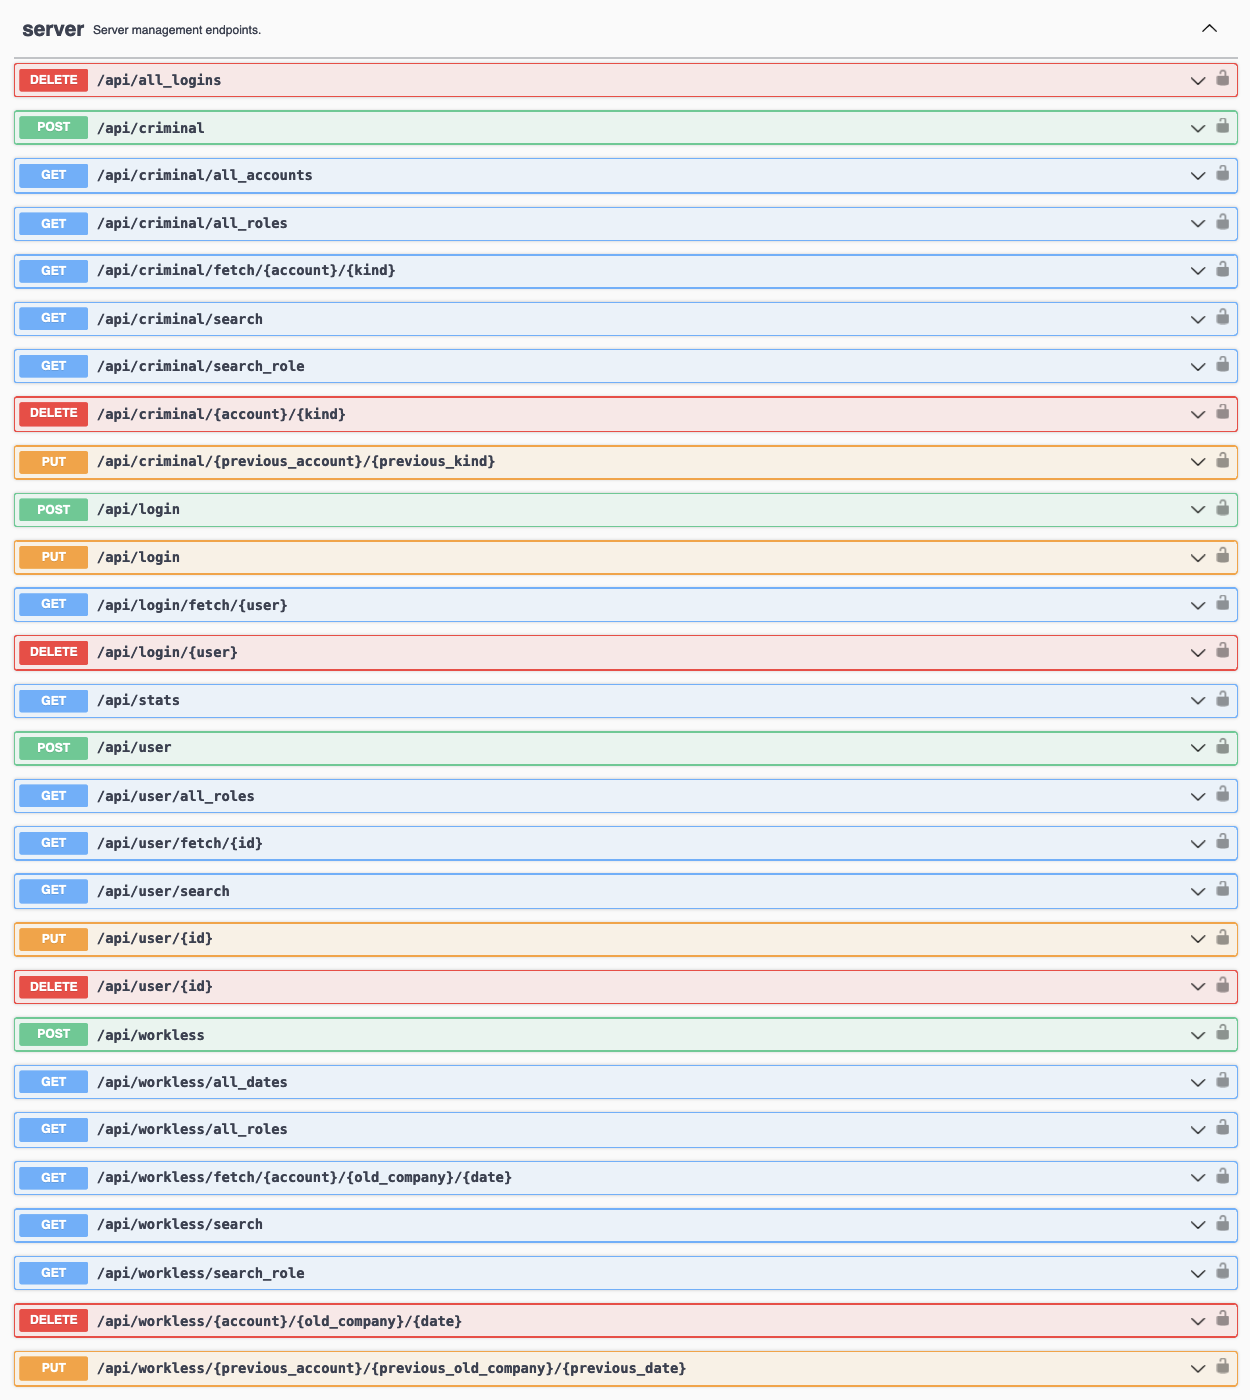 server Server management endpoints.
DELETE /api/all_logins
POST /api/criminal
GET /api/criminal/all_accounts
GET /api/criminal/all_roles
GET /api/criminal/fetch/{account}/{kind}
GET /api/criminal/search
GET /api/criminal/search_role
DELETE /api/criminal/{account}/{kind}
PUT /api/criminal/{previous_account}/{previous_kind}
POST /api/login
PUT /api/login
GET /api/login/fetch/{user}
DELETE /api/login/{user}
GET /api/stats
POST /api/user
GET /api/user/all_roles
GET /api/user/fetch/{id}
GET /api/user/search
PUT /api/user/{id}
DELETE /api/user/{id}
POST /api/workless
GET /api/workless/all_dates
GET /api/workless/all_roles
GET /api/workless/fetch/{account}/{old_company}/{date}
GET /api/workless/search
GET /api/workless/search_role
DELETE /api/workless/{account}/{old_company}/{date}
PUT /api/workless/{previous_account}/{previous_old_company}/{previous_date}